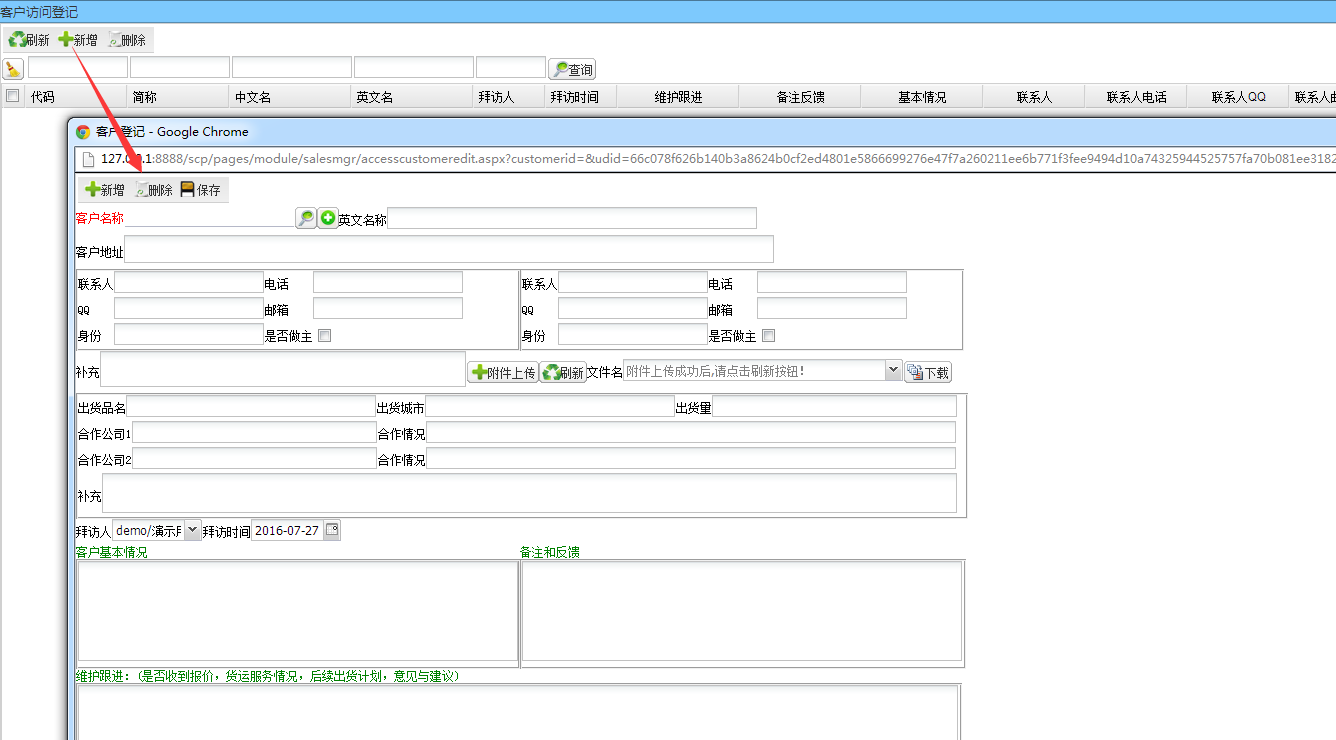 客户访问登记
刷新 新增 删除
查询
代码 简称 中文名 英文名 拜访人 拜访时间 维护跟进 备注反馈 基本情况 联系人 联系人电话 联系人QQ 联系人邮
客户登记 - Google Chrome
127.0.0.1:8888/scp/pages/module/salesmgr/accesscustomeredit.aspx?customerid=&udid=66c078f626b140b3a8624b0cf2ed4801e5866699276e47f7a260211ee6b771f3fee9494d10a74325944525757fa70b081ee3182
新增 删除 保存
客户名称 英文名称
客户地址
联系人 电话 联系人 电话
QQ 邮箱 QQ 邮箱
身份 是否做主 身份 是否做主
补充 附件上传 刷新 文件名 附件上传成功后,请点击刷新按钮! 下载
出货品名 出货城市 出货量
合作公司1 合作情况
合作公司2 合作情况
补充
拜访人 demo/演示用 拜访时间 2016-07-27
客户基本情况 备注和反馈
维护跟进:(是否收到报价,货运服务情况,后续出货计划,意见与建议)